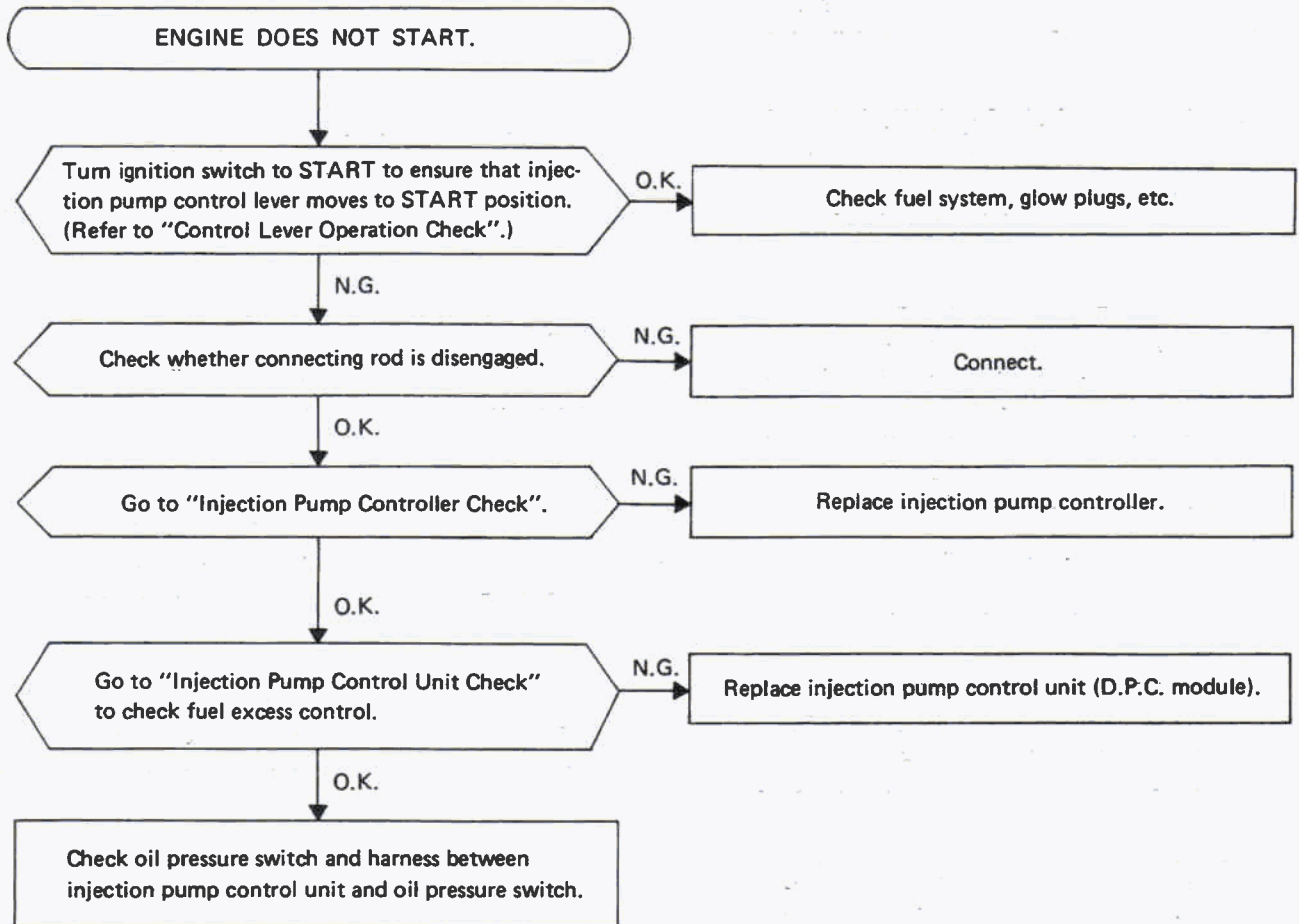 ENGINE DOES NOT START.
Turn ignition switch to START to ensure that injec-
tion pump control lever moves to START position.
(Refer to "Control Lever Operation Check".)
O.K.
Check fuel system, glow plugs, etc.
N.G.
Check whether connecting rod is disengaged.
N.G.
Connect.
O.K.
Go to "Injection Pump Controller Check".
N.G.
Replace injection pump controller.
O.K.
Go to "Injection Pump Control Unit Check"
to check fuel excess control.
N.G.
Replace injection pump control unit (D.P.C. module).
O.K.
Check oil pressure switch and harness between
injection pump control unit and oil pressure switch.